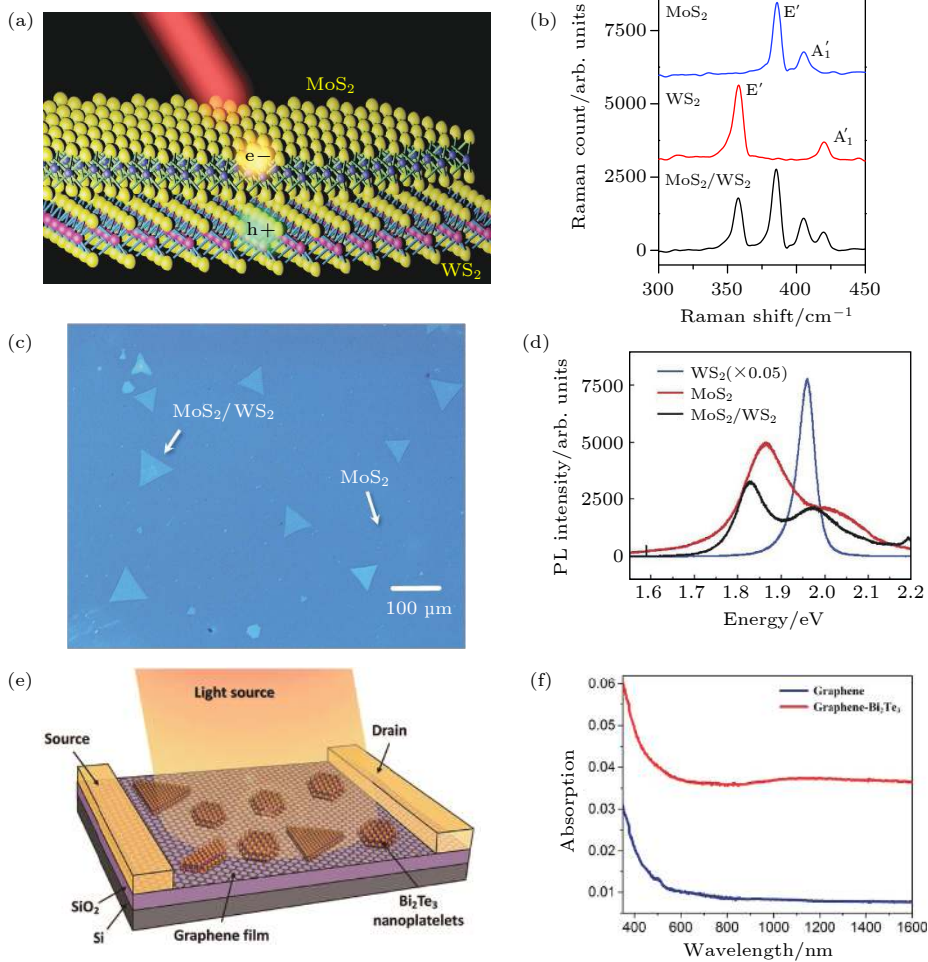 (a)
MoS₂
e−
h+
WS₂
(b)
Raman count/arb. units
7500
5000
2500
0
MoS₂
E′
A′₁
WS₂
E′
A′₁
MoS₂/WS₂
300
350
400
450
Raman shift/cm⁻¹
(c)
MoS₂/WS₂
MoS₂
100 µm
(d)
PL intensity/arb. units
7500
5000
2500
0
WS₂(×0.05)
MoS₂
MoS₂/WS₂
1.6
1.7
1.8
1.9
2.0
2.1
2.2
Energy/eV
(e)
Light source
Source
Drain
SiO₂
Si
Graphene film
Bi₂Te₃
nanoplatelets
(f)
Absorption
0.06
0.05
0.04
0.03
0.02
0.01
Graphene
Graphene-Bi₂Te₃
400
600
800
1000
1200
1400
1600
Wavelength/nm